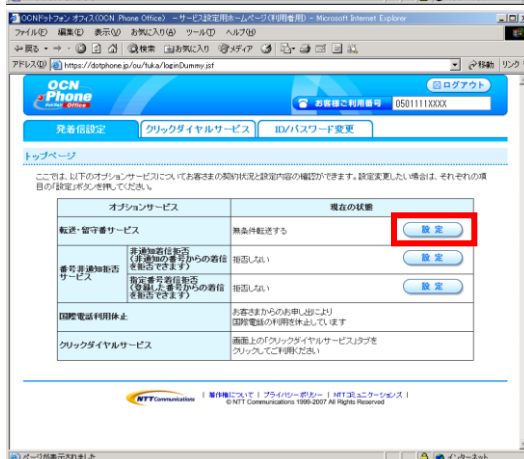 OCNドットフォン オフィス(OCN .Phone Office) －サービス設定用ホームページ(利用者用) - Microsoft Internet Explorer
ファイル(F) 編集(E) 表示(V) お気に入り(A) ツール(T) ヘルプ(H)
戻る 検索 お気に入り メディア
アドレス(D) https://dotphone.jp/ou/fuka/loginDummy.jsf 移動 リンク
OCN
.Phone
Office
ログアウト
お客様ご利用番号 0501111XXXX
発着信設定 クリックダイヤルサービス ID/パスワード変更
トップページ
ここでは、以下のオプションサービスについてお客さまの契約状況と設定内容の確認ができます。設定変更したい場合は、それぞれの項
目の「設定」ボタンを押してください。
オプションサービス 現在の状態
転送・留守番サービス 無条件転送する 設定
番号非通知拒否
サービス
非通知着信拒否
(非通知の番号からの着信
を拒否できます)
拒否しない 設定
指定番号着信拒否
(登録した番号からの着信
を拒否できます)
拒否しない 設定
国際電話利用休止 お客さまからのお申し出により
国際電話の利用を休止しています
クリックダイヤルサービス 画面上の「クリックダイヤルサービス」タブを
クリックしてご利用ください
NTT Communications | 著作権について | プライバシーポリシー | NTTコミュニケーションズ |
© NTT Communications 1999-2007 All Rights Reserved
ページが表示されました インターネット